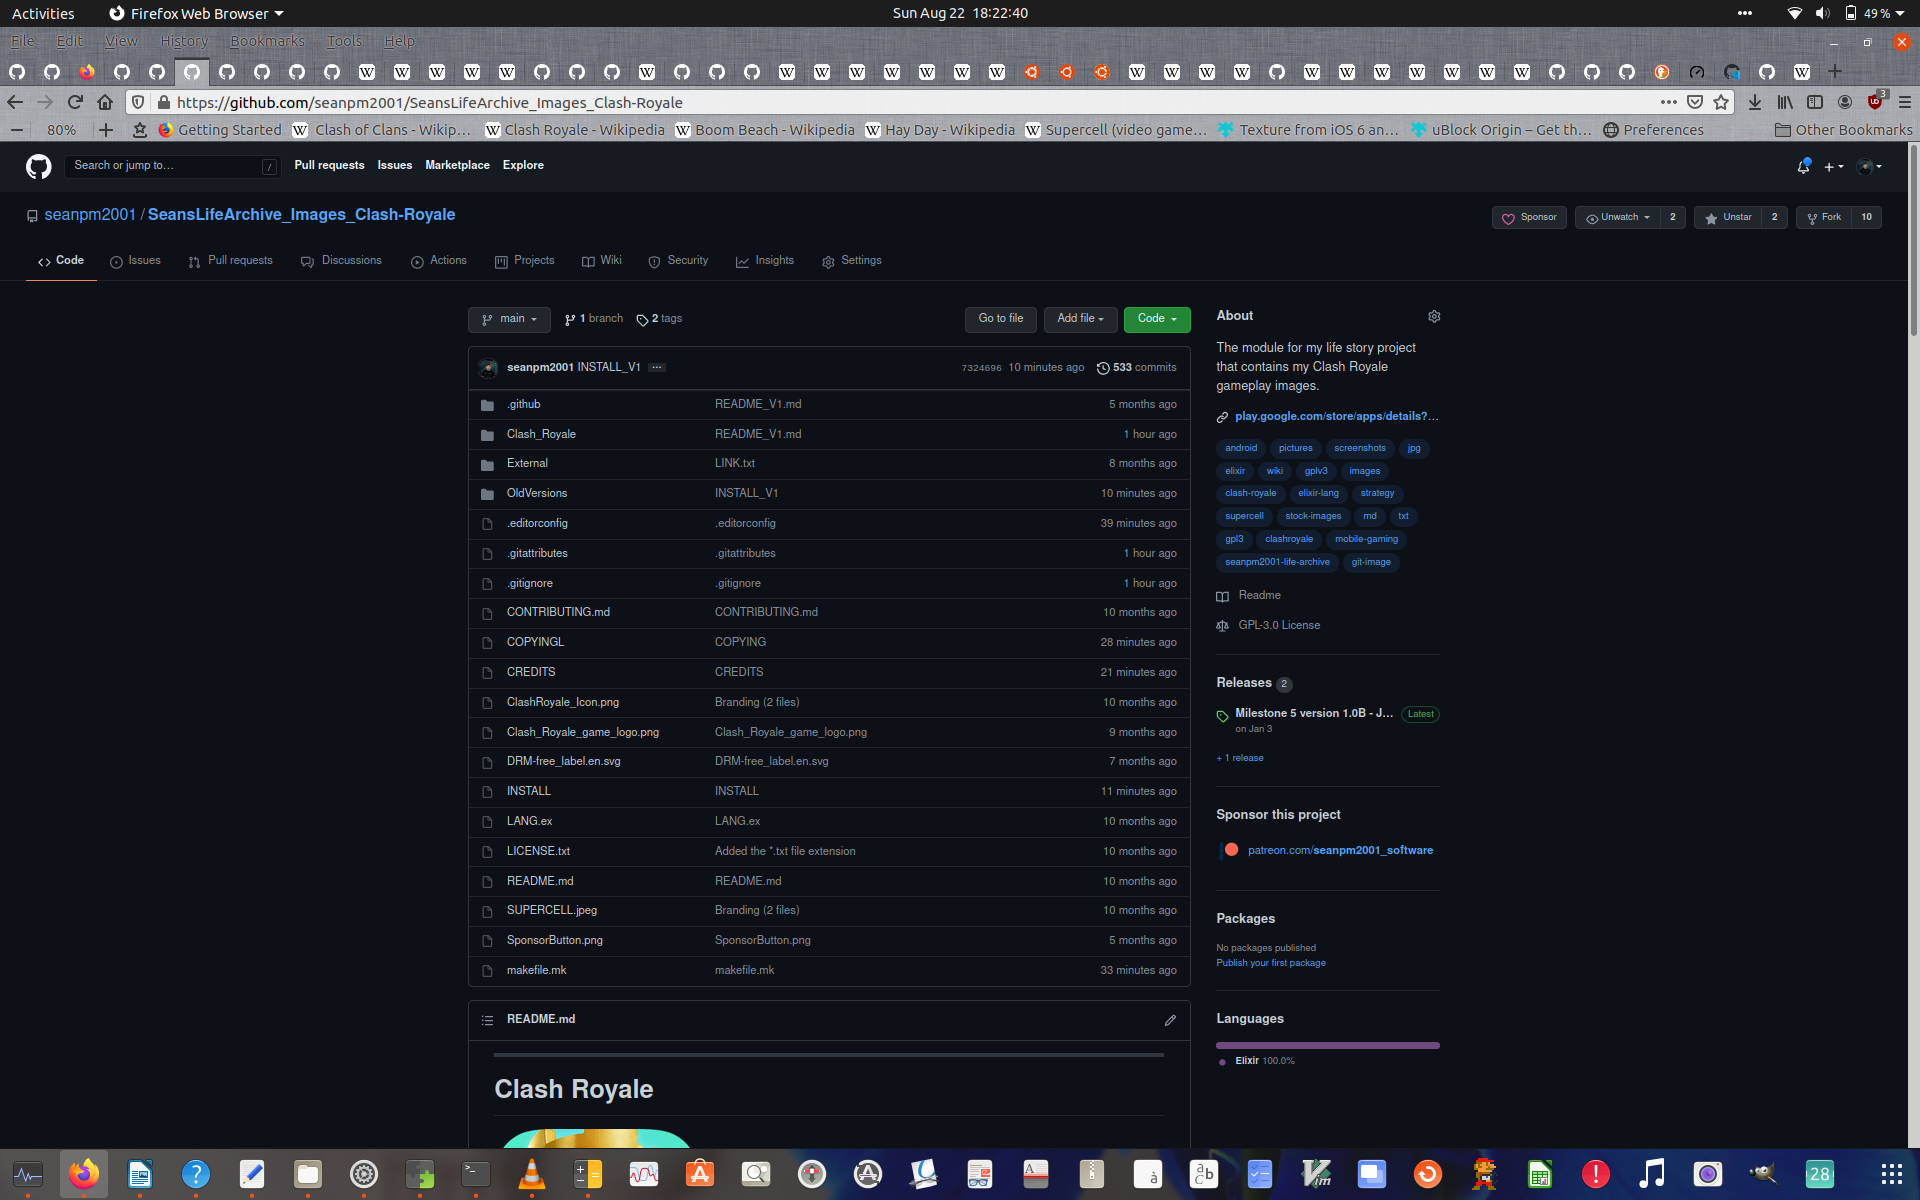 Activities Firefox Web Browser Sun Aug 22 18:22:40 49 %
File Edit View History Bookmarks Tools Help
https://github.com/seanpm2001/SeansLifeArchive_Images_Clash-Royale 3
80% Getting Started Clash of Clans - Wikip… Clash Royale - Wikipedia Boom Beach - Wikipedia Hay Day - Wikipedia Supercell (video game… Texture from iOS 6 an… uBlock Origin – Get th… Preferences Other Bookmarks
Search or jump to… / Pull requests Issues Marketplace Explore
seanpm2001 / SeansLifeArchive_Images_Clash-Royale Sponsor Unwatch 2 Unstar 2 Fork 10
Code Issues Pull requests Discussions Actions Projects Wiki Security Insights Settings
main 1 branch 2 tags Go to file Add file Code
seanpm2001 INSTALL_V1 ... 7324696 10 minutes ago 533 commits
.github README_V1.md 5 months ago
Clash_Royale README_V1.md 1 hour ago
External LINK.txt 8 months ago
OldVersions INSTALL_V1 10 minutes ago
.editorconfig .editorconfig 39 minutes ago
.gitattributes .gitattributes 1 hour ago
.gitignore .gitignore 1 hour ago
CONTRIBUTING.md CONTRIBUTING.md 10 months ago
COPYINGL COPYING 28 minutes ago
CREDITS CREDITS 21 minutes ago
ClashRoyale_Icon.png Branding (2 files) 10 months ago
Clash_Royale_game_logo.png Clash_Royale_game_logo.png 9 months ago
DRM-free_label.en.svg DRM-free_label.en.svg 7 months ago
INSTALL INSTALL 11 minutes ago
LANG.ex LANG.ex 10 months ago
LICENSE.txt Added the *.txt file extension 10 months ago
README.md README.md 10 months ago
SUPERCELL.jpeg Branding (2 files) 10 months ago
SponsorButton.png SponsorButton.png 5 months ago
makefile.mk makefile.mk 33 minutes ago
README.md
Clash Royale
About
The module for my life story project
that contains my Clash Royale
gameplay images.
play.google.com/store/apps/details?…
android pictures screenshots jpg
elixir wiki gplv3 images
clash-royale elixir-lang strategy
supercell stock-images md txt
gpl3 clashroyale mobile-gaming
seanpm2001-life-archive git-image
Readme
GPL-3.0 License
Releases 2
Milestone 5 version 1.0B - J… Latest
on Jan 3
+ 1 release
Sponsor this project
patreon.com/seanpm2001_software
Packages
No packages published
Publish your first package
Languages
Elixir 100.0%
28